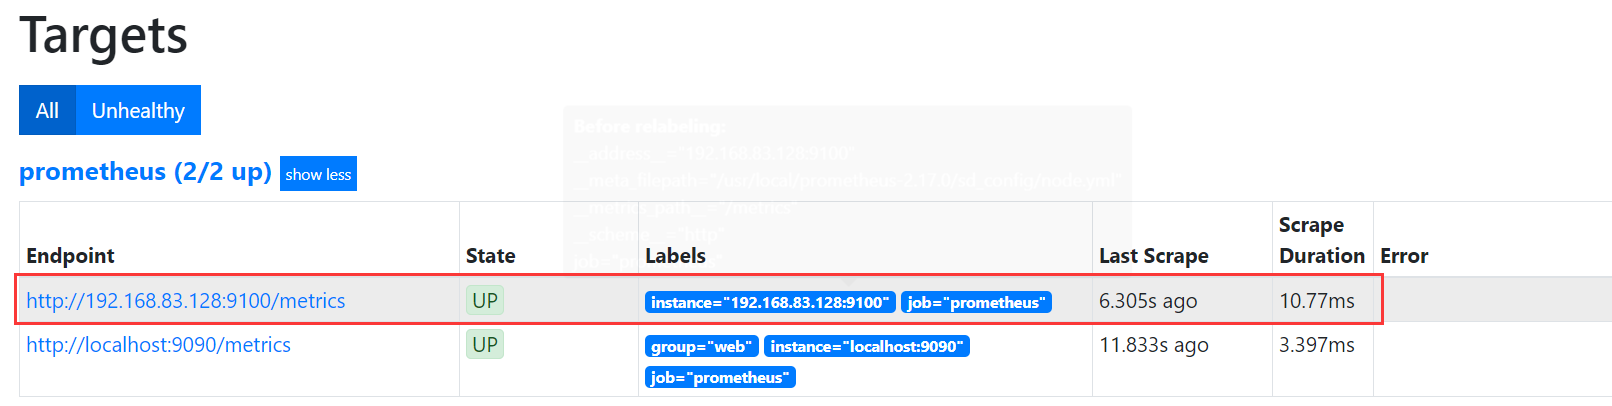 Targets
All Unhealthy
Before relabeling:
__address__="192.168.83.128:9100"
prometheus (2/2 up) show less
__meta_filepath="/usr/local/prometheus-2.17.0/sd_config/node.yml"
__metrics_path__="/metrics"
__scheme__="http"
Endpoint State Labels Last Scrape Scrape Duration Error
http://192.168.83.128:9100/metrics UP instance="192.168.83.128:9100" job="prometheus" 6.305s ago 10.77ms
http://localhost:9090/metrics UP group="web" instance="localhost:9090" 11.833s ago 3.397ms
job="prometheus"